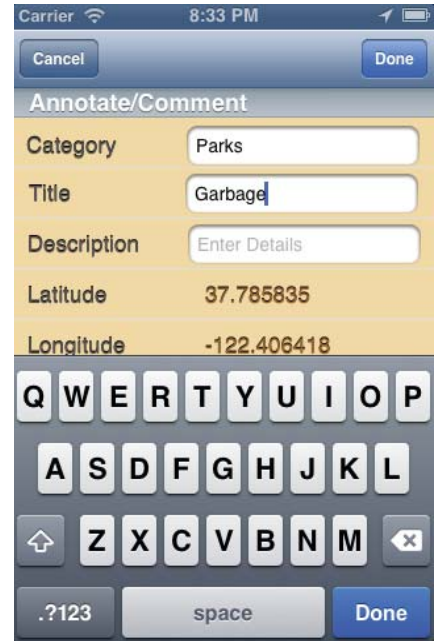 Carrier 8:33 PM
Cancel Done
Annotate/Comment
Category Parks
Title Garbage
Description Enter Details
Latitude 37.785835
Longitude -122.406418
Q W E R T Y U I O P
A S D F G H J K L
Z X C V B N M
.?123 space Done